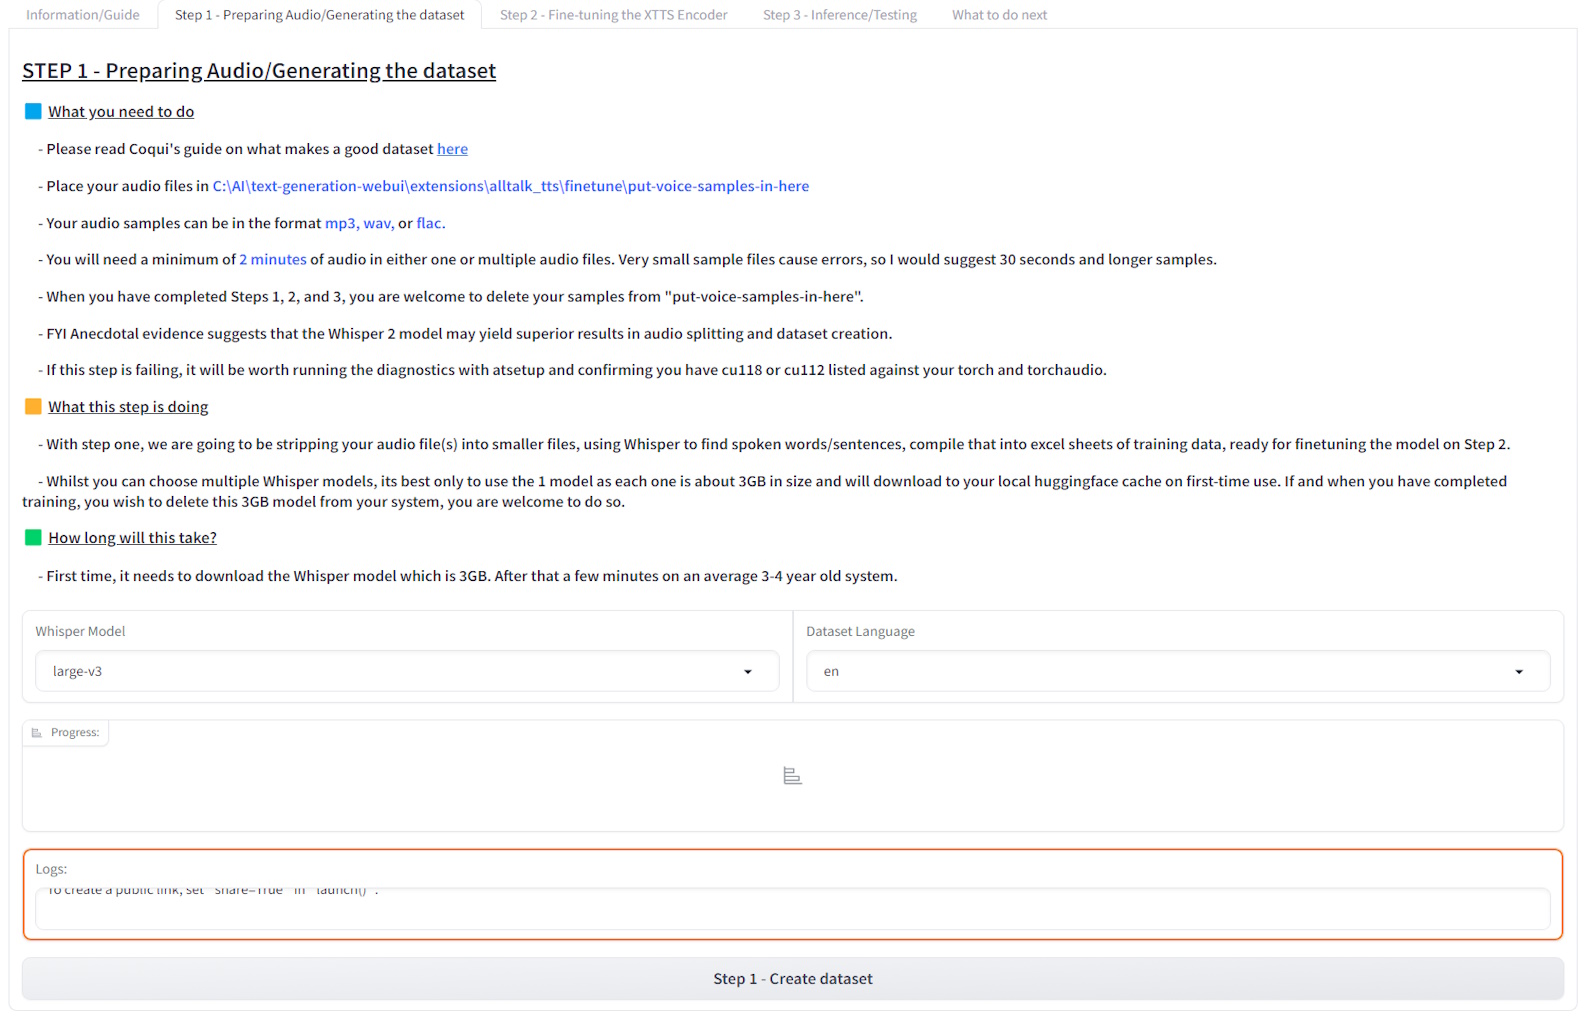 Information/Guide
Step 1 - Preparing Audio/Generating the dataset
Step 2 - Fine-tuning the XTTS Encoder
Step 3 - Inference/Testing
What to do next
STEP 1 - Preparing Audio/Generating the dataset
What you need to do
- Please read Coqui's guide on what makes a good dataset here
- Place your audio files in C:\AI\text-generation-webui\extensions\alltalk_tts\finetune\put-voice-samples-in-here
- Your audio samples can be in the format mp3, wav, or flac.
- You will need a minimum of 2 minutes of audio in either one or multiple audio files. Very small sample files cause errors, so I would suggest 30 seconds and longer samples.
- When you have completed Steps 1, 2, and 3, you are welcome to delete your samples from "put-voice-samples-in-here".
- FYI Anecdotal evidence suggests that the Whisper 2 model may yield superior results in audio splitting and dataset creation.
- If this step is failing, it will be worth running the diagnostics with atsetup and confirming you have cu118 or cu112 listed against your torch and torchaudio.
What this step is doing
- With step one, we are going to be stripping your audio file(s) into smaller files, using Whisper to find spoken words/sentences, compile that into excel sheets of training data, ready for finetuning the model on Step 2.
- Whilst you can choose multiple Whisper models, its best only to use the 1 model as each one is about 3GB in size and will download to your local huggingface cache on first-time use. If and when you have completed
training, you wish to delete this 3GB model from your system, you are welcome to do so.
How long will this take?
- First time, it needs to download the Whisper model which is 3GB. After that a few minutes on an average 3-4 year old system.
Whisper Model
large-v3
Dataset Language
en
Progress:
Logs:
To create a public link, set `share=True` in `launch()`.
Step 1 - Create dataset